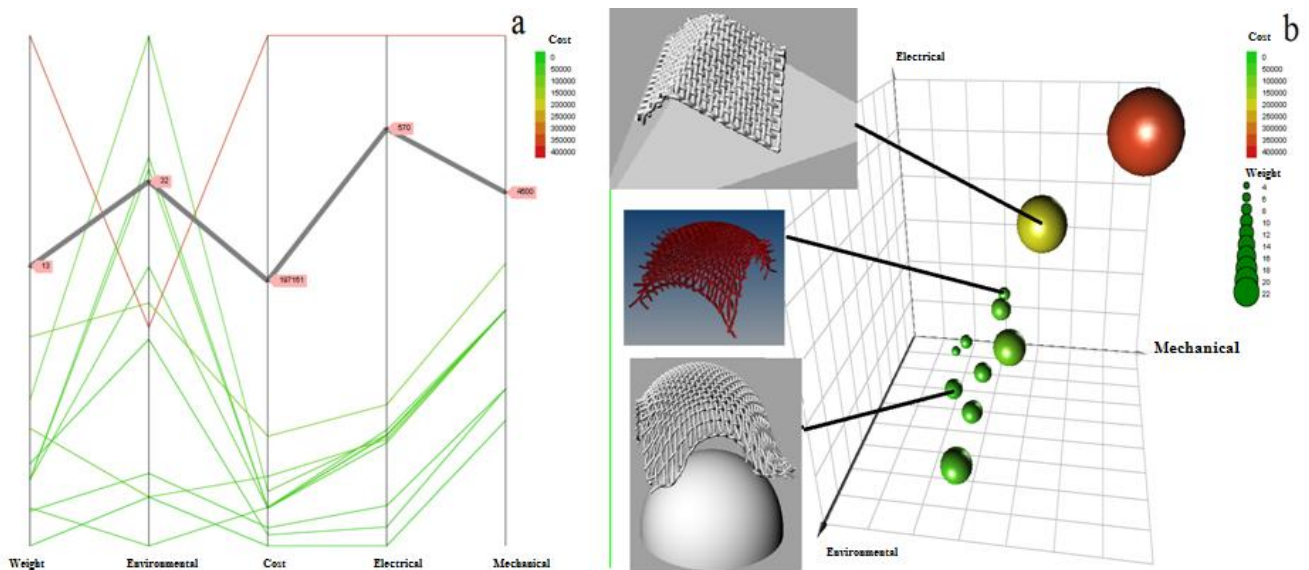 a
Cost
0
50000
100000
150000
200000
250000
300000
350000
400000
13
32
197161
570
4600
Weight
Environmental
Cost
Electrical
Mechanical
b
Cost
0
50000
100000
150000
200000
250000
300000
350000
400000
Weight
4
6
8
10
12
14
16
18
20
22
Electrical
Mechanical
Environmental